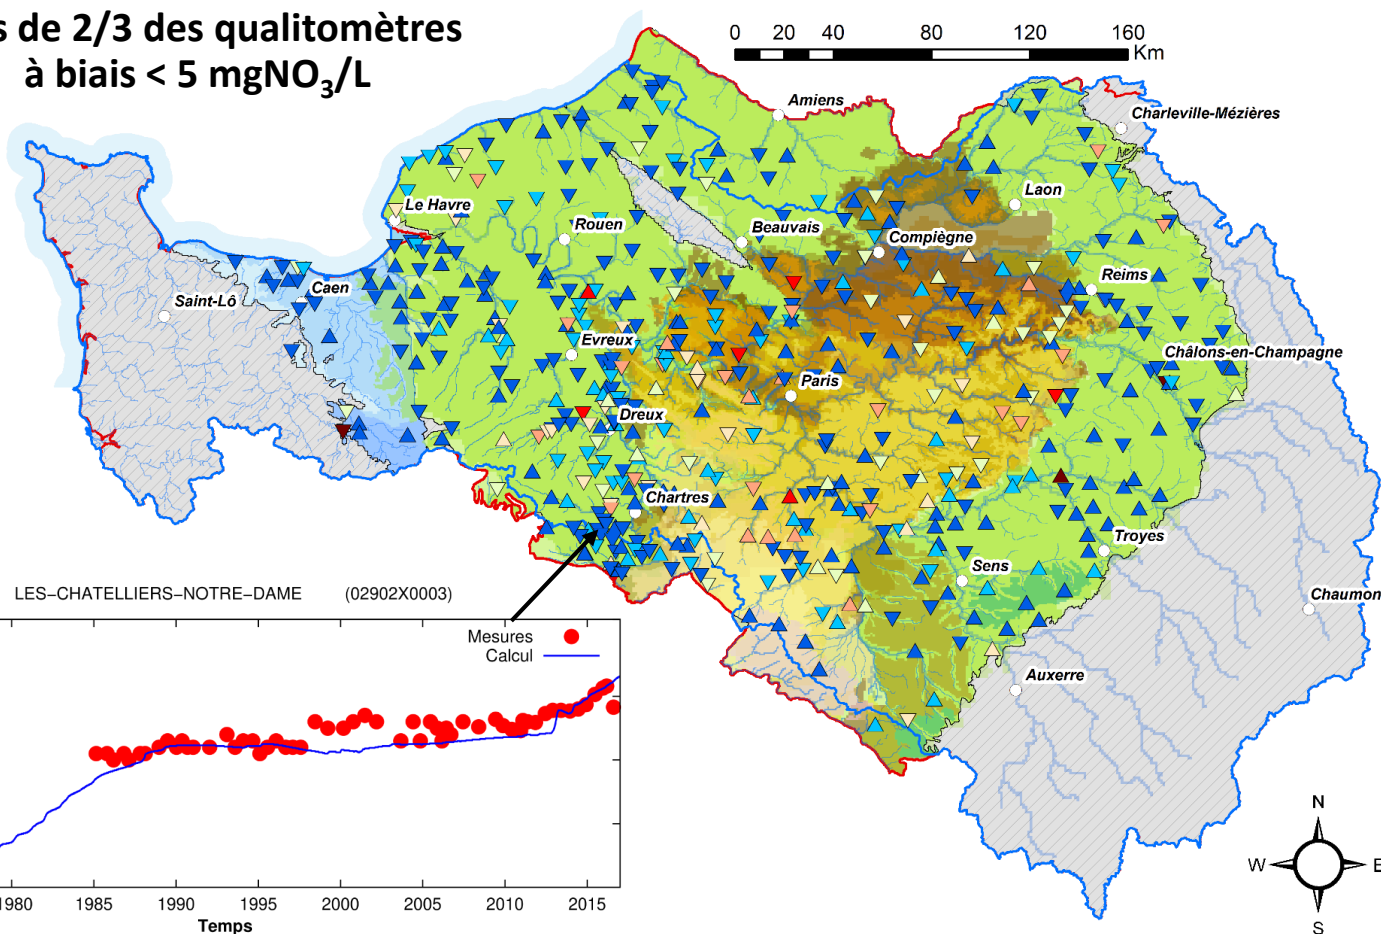 s de 2/3 des qualitomètres
à biais < 5 mgNO₃/L
0 20 40 80 120 160
Km
Amiens
Charleville-Mézières
Laon
Le Havre
Rouen
Beauvais
Compiègne
Reims
Caen
Saint-Lô
Evreux
Châlons-en-Champagne
Paris
Dreux
Chartres
Troyes
Sens
Chaumon
Auxerre
LES–CHATELLIERS–NOTRE–DAME (02902X0003)
Mesures
Calcul
1980 1985 1990 1995 2000 2005 2010 2015
Temps
N
W E
S